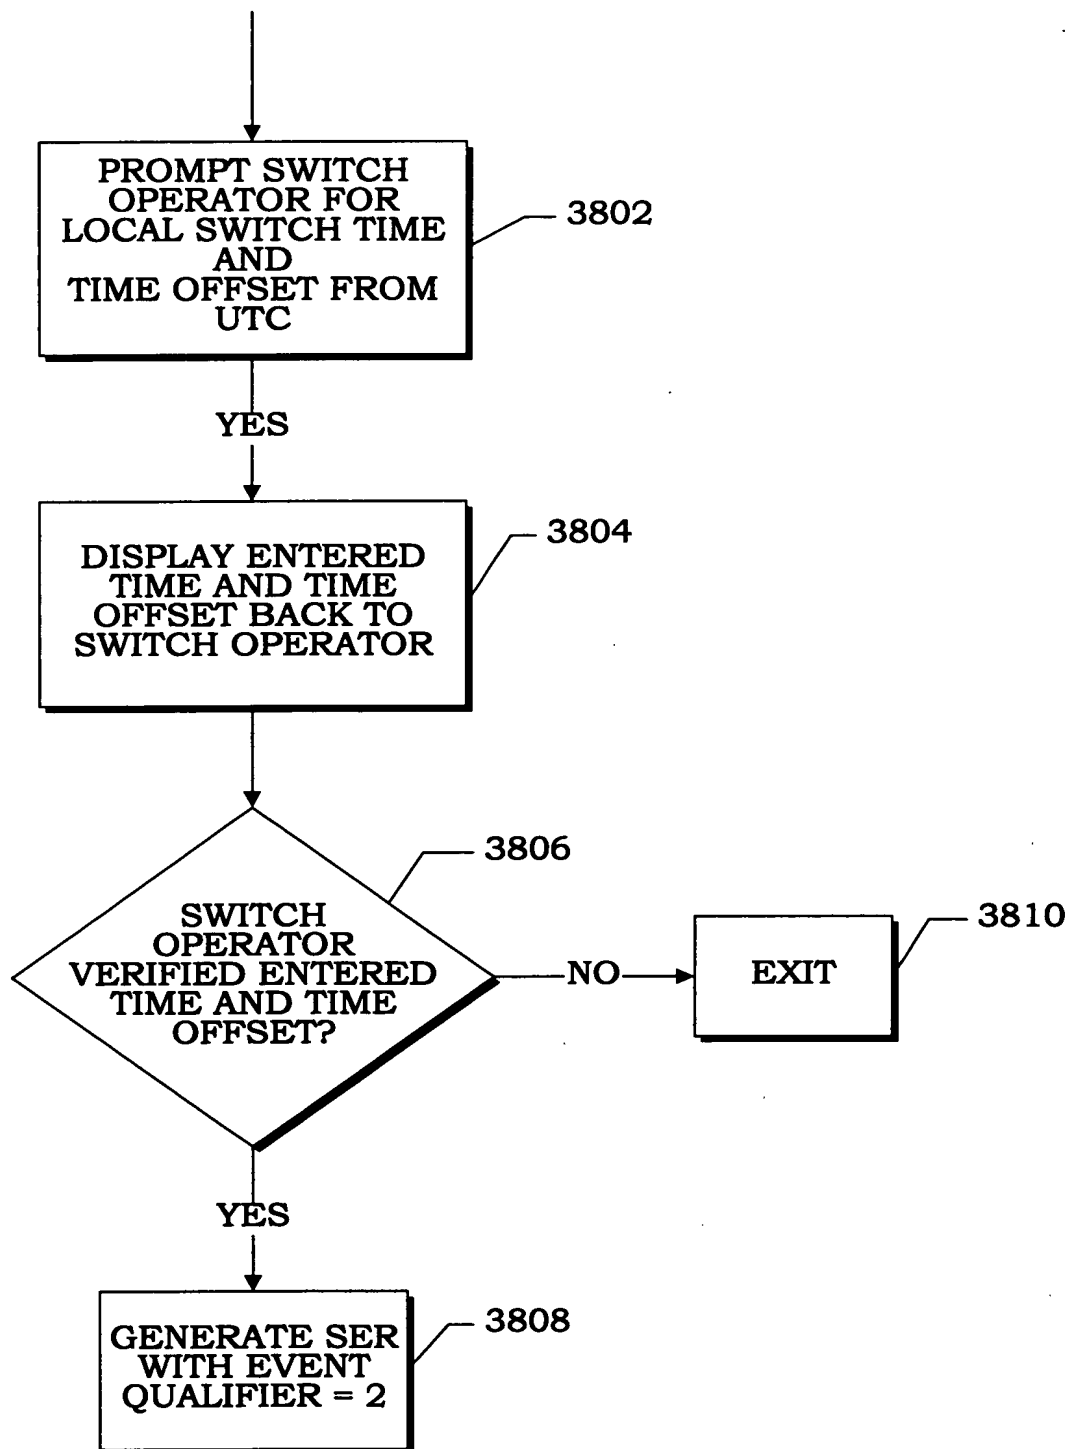 PROMPT SWITCH
OPERATOR FOR
LOCAL SWITCH TIME
AND
TIME OFFSET FROM
UTC
3802
YES
DISPLAY ENTERED
TIME AND TIME
OFFSET BACK TO
SWITCH OPERATOR
3804
SWITCH
OPERATOR
VERIFIED ENTERED
TIME AND TIME
OFFSET?
3806
NO
EXIT
3810
YES
GENERATE SER
WITH EVENT
QUALIFIER = 2
3808